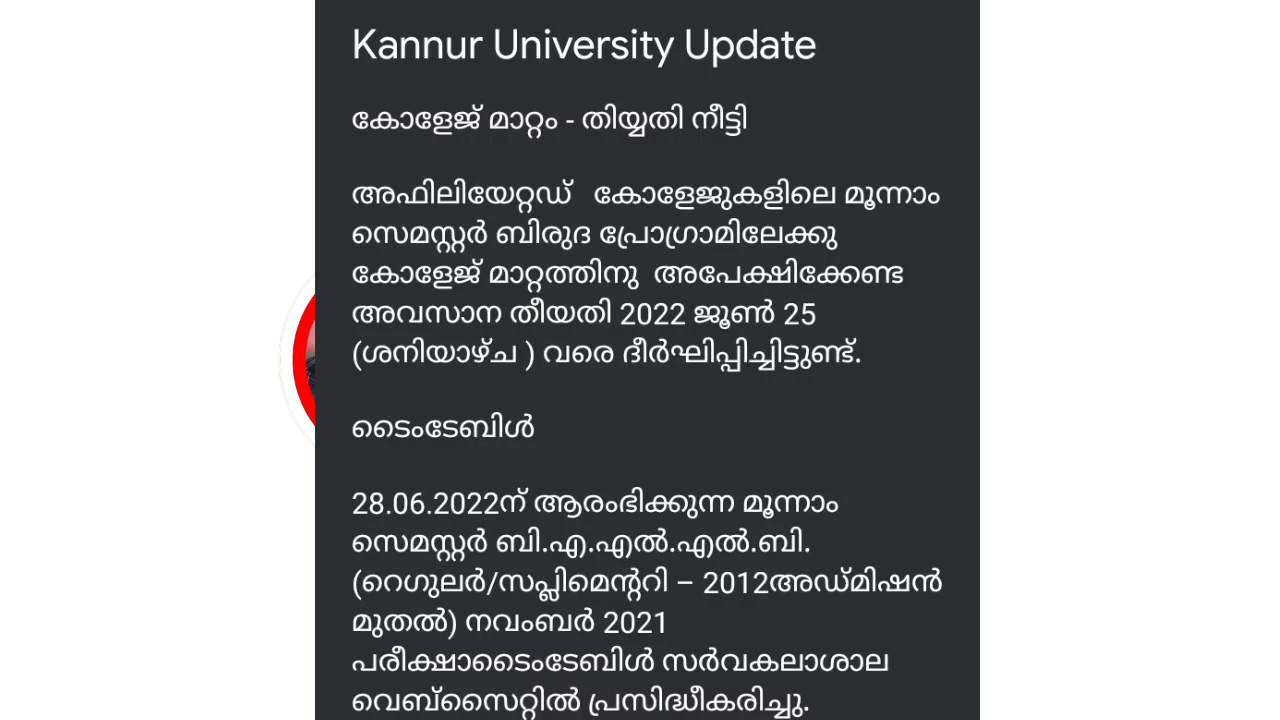 Kannur University Update
കോളേജ് മാറ്റം - തിയ്യതി നീട്ടി
അഫിലിയേറ്റഡ് കോളേജുകളിലെ മൂന്നാം
സെമസ്റ്റർ ബിരുദ പ്രോഗ്രാമിലേക്കു
കോളേജ് മാറ്റത്തിനു അപേക്ഷിക്കേണ്ട
അവസാന തീയതി 2022 ജൂൺ 25
(ശനിയാഴ്ച ) വരെ ദീർഘിപ്പിച്ചിട്ടുണ്ട്.
ടൈംടേബിൾ
28.06.2022ന് ആരംഭിക്കുന്ന മൂന്നാം
സെമസ്റ്റർ ബി.എ.എൽ.എൽ.ബി.
(റെഗുലർ/സപ്ലിമെന്ററി – 2012അഡ്മിഷൻ
മുതൽ) നവംബർ 2021
പരീക്ഷാടൈംടേബിൾ സർവകലാശാല
വെബ്സൈറ്റിൽ പ്രസിദ്ധീകരിച്ചു.